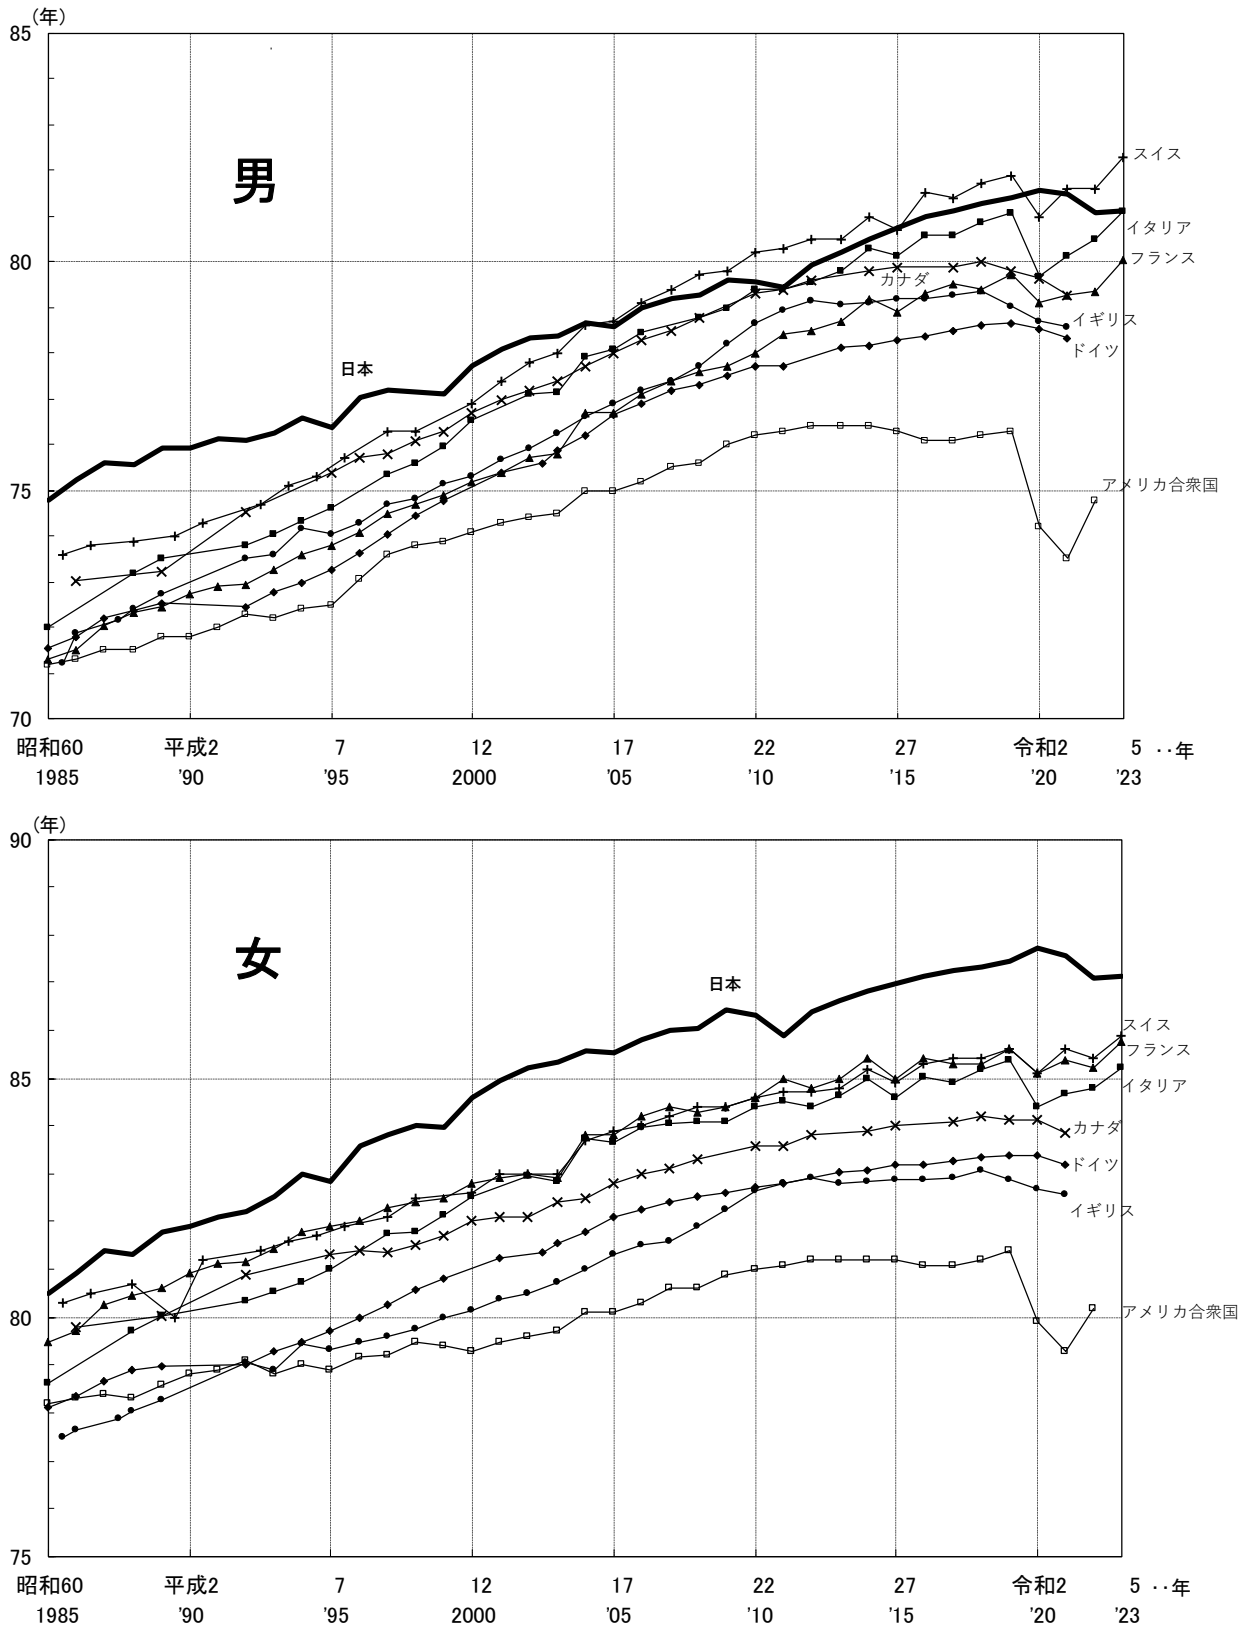 (年)
85
男
スイス
80
イタリア
フランス
カナダ
イギリス
ドイツ
日本
75
アメリカ合衆国
70
昭和60 平成2 7 12 17 22 27 令和2 5 ‥年
1985 '90 '95 2000 '05 '10 '15 '20 '23
(年)
90
女
日本
スイス
フランス
85
イタリア
カナダ
ドイツ
イギリス
80
アメリカ合衆国
75
昭和60 平成2 7 12 17 22 27 令和2 5 ‥年
1985 '90 '95 2000 '05 '10 '15 '20 '23